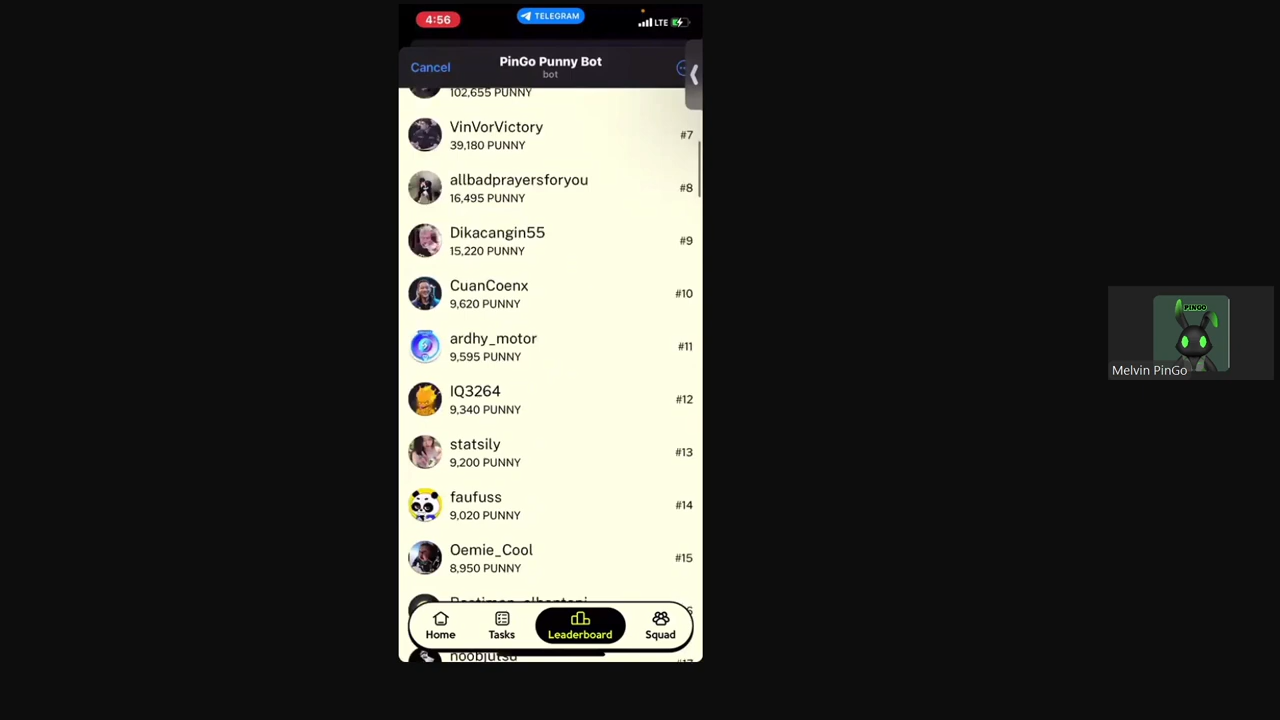 4:56
TELEGRAM
LTE
Cancel
PinGo Punny Bot
bot
102,655 PUNNY
VinVorVictory
39,180 PUNNY
#7
allbadprayersforyou
16,495 PUNNY
#8
Dikacangin55
15,220 PUNNY
#9
CuanCoenx
9,620 PUNNY
#10
ardhy_motor
9,595 PUNNY
#11
IQ3264
9,340 PUNNY
#12
statsily
9,200 PUNNY
#13
faufuss
9,020 PUNNY
#14
Oemie_Cool
8,950 PUNNY
#15
Home
Tasks
Leaderboard
Squad
noobjutsu
PINGO
Melvin PinGo